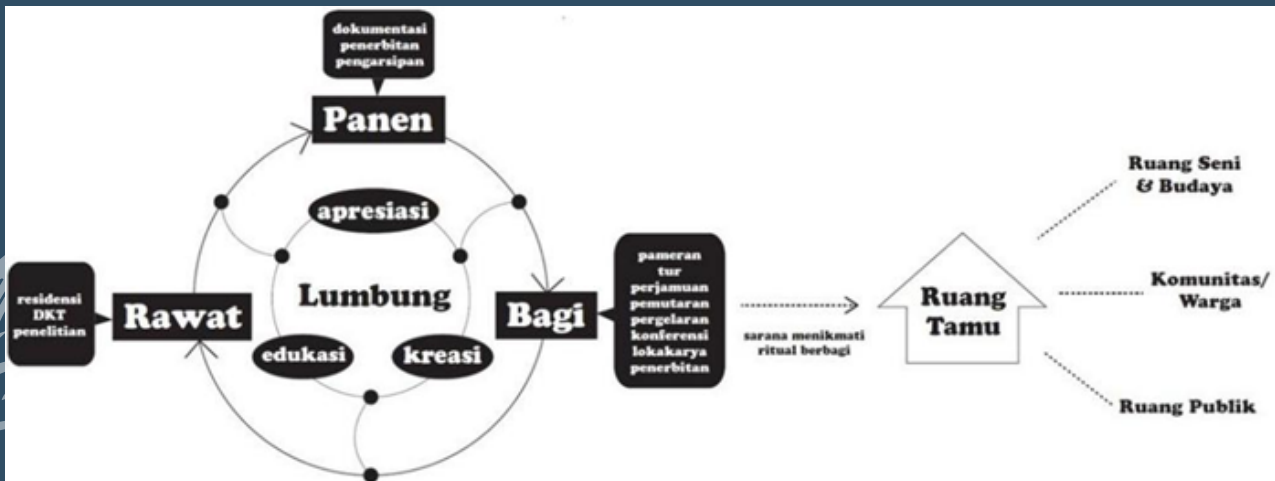 dokumentasi
penerbitan
pengarsipan
Panen
apresiasi
Lumbung
edukasi
kreasi
residensi
DKT
penelitian
Rawat
Bagi
pameran
tur
perjamuan
pemutaran
pergelaran
konferensi
lokakarya
penerbitan
sarana menikmati
ritual berbagi
Ruang
Tamu
Ruang Seni
& Budaya
Komunitas/
Warga
Ruang Publik